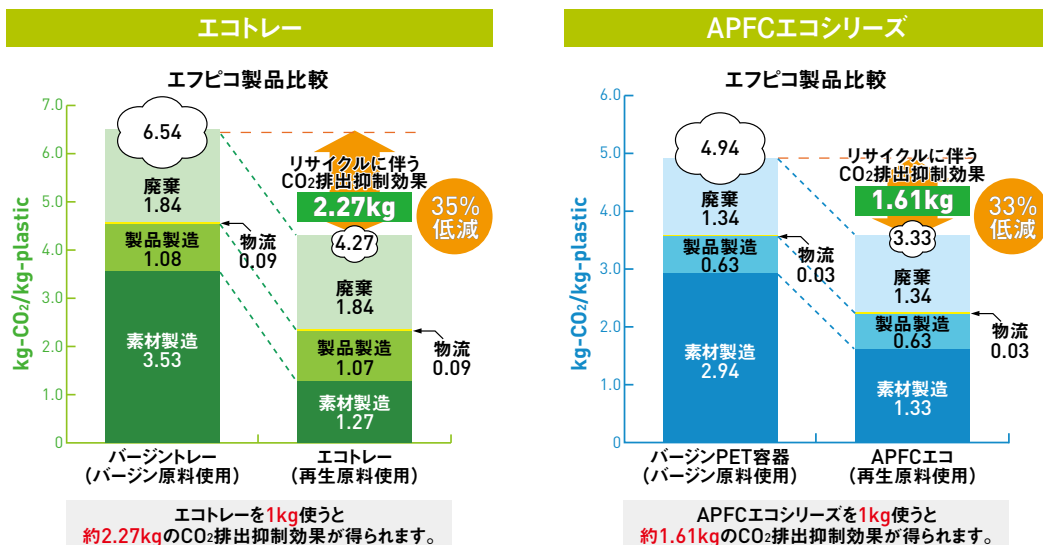 エコトレー
エフピコ製品比較
kg-CO2/kg-plastic
7.0
6.0
5.0
4.0
3.0
2.0
1.0
0
6.54
廃棄
1.84
物流
0.09
製品製造
1.08
素材製造
3.53
リサイクルに伴う
CO2排出抑制効果
2.27kg
35%
低減
4.27
廃棄
1.84
物流
0.09
製品製造
1.07
素材製造
1.27
バージントレー
(バージン原料使用)
エコトレー
(再生原料使用)
エコトレーを1kg使うと
約2.27kgのCO2排出抑制効果が得られます。
APFCエコシリーズ
エフピコ製品比較
kg-CO2/kg-plastic
6.0
5.0
4.0
3.0
2.0
1.0
0
4.94
廃棄
1.34
物流
0.03
製品製造
0.63
素材製造
2.94
リサイクルに伴う
CO2排出抑制効果
1.61kg
33%
低減
3.33
廃棄
1.34
物流
0.03
製品製造
0.63
素材製造
1.33
バージンPET容器
(バージン原料使用)
APFCエコ
(再生原料使用)
APFCエコシリーズを1kg使うと
約1.61kgのCO2排出抑制効果が得られます。